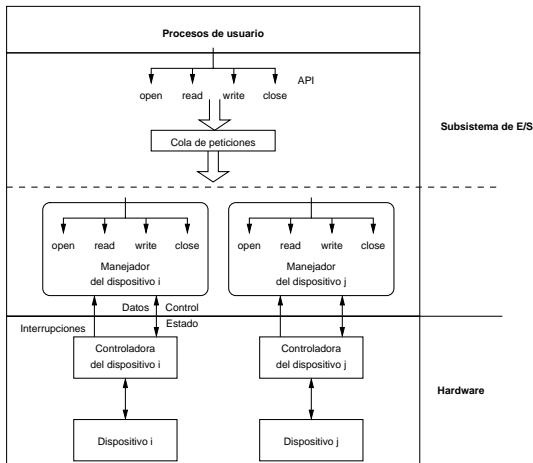 Procesos de usuario
API
open read write close
Subsistema de E/S
Cola de peticiones
open read write close
open read write close
Manejador
del dispositivo i
Manejador
del dispositivo j
Datos Control
Interrupciones
Estado
Controladora
del dispositivo i
Controladora
del dispositivo j
Hardware
Dispositivo i
Dispositivo j